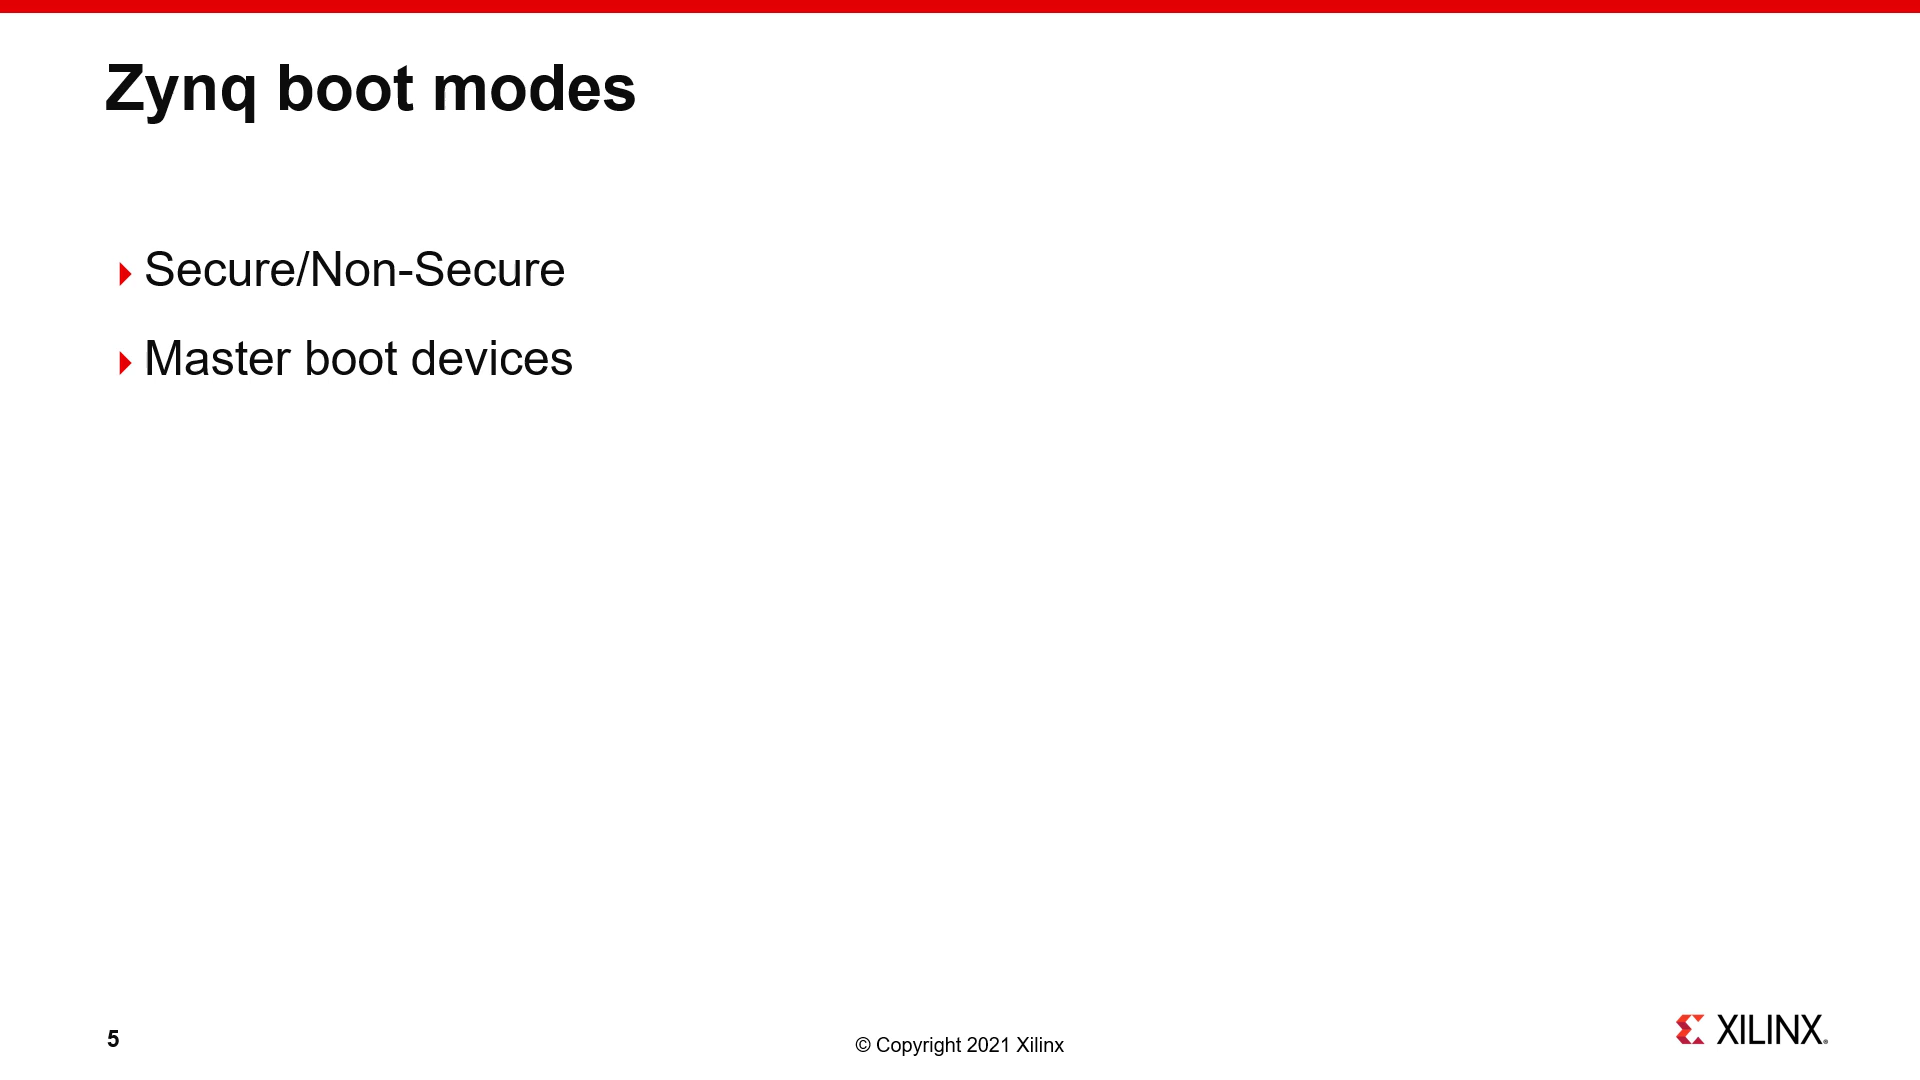 Zynq boot modes
Secure/Non-Secure
Master boot devices
5
© Copyright 2021 Xilinx
XILINX®